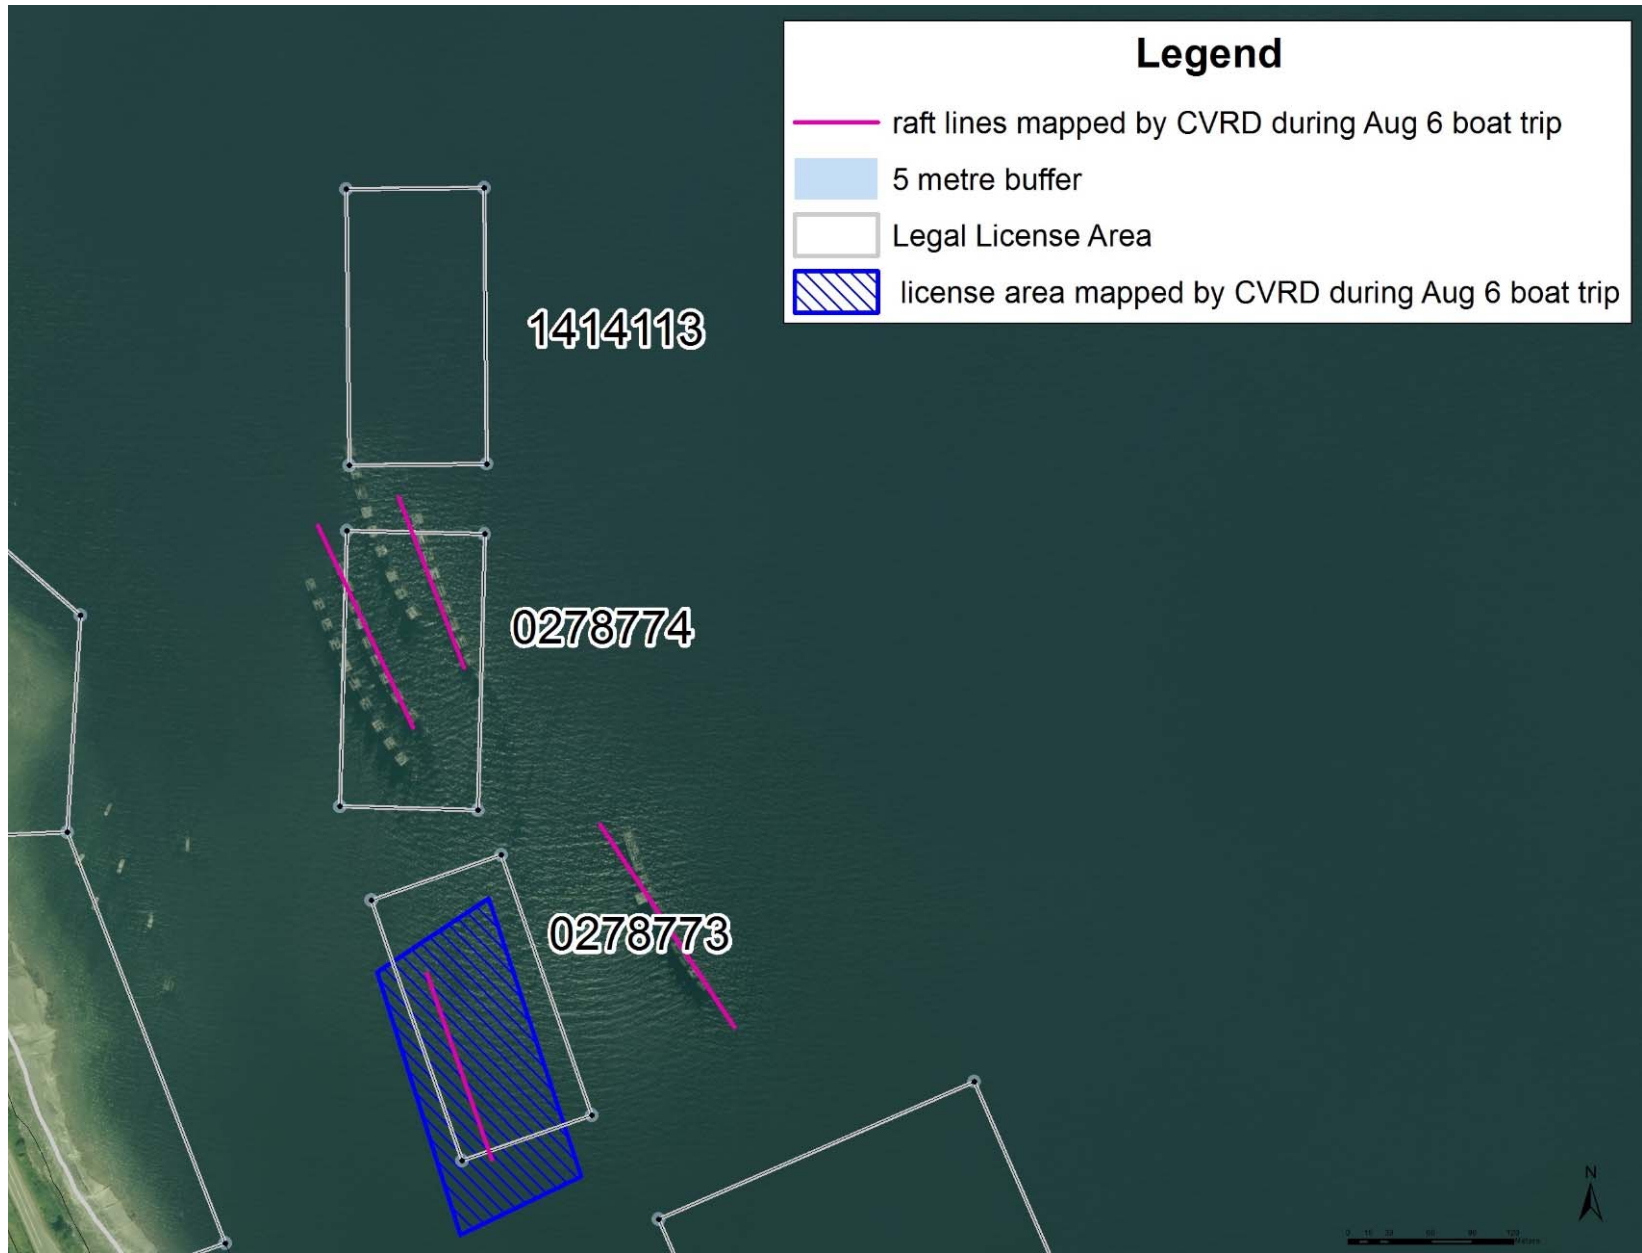 Legend
raft lines mapped by CVRD during Aug 6 boat trip
5 metre buffer
Legal License Area
license area mapped by CVRD during Aug 6 boat trip
1414113
0278774
0278773
N